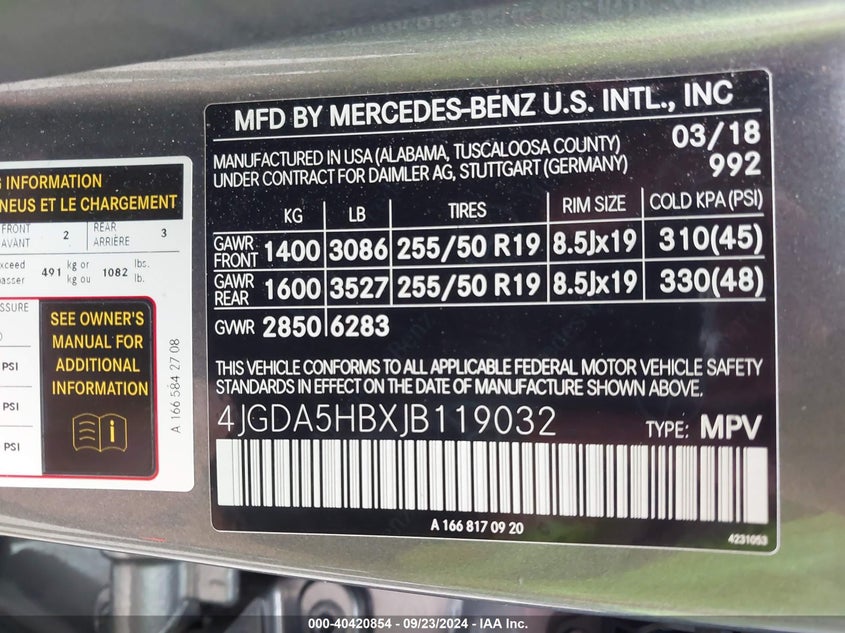 G INFORMATION
NEUS ET LE CHARGEMENT
FRONT 2 REAR 3
AVANT ARRIÈRE
491 kg or 1082 lbs.
kg ou lb.
SSURE
PSI
PSI
PSI
SEE OWNER'S
MANUAL FOR
ADDITIONAL
INFORMATION
A 166 584 27 08
MFD BY MERCEDES-BENZ U.S. INTL., INC
MANUFACTURED IN USA (ALABAMA, TUSCALOOSA COUNTY) 03/18
UNDER CONTRACT FOR DAIMLER AG, STUTTGART (GERMANY) 992
KG LB TIRES RIM SIZE COLD KPA (PSI)
GAWR FRONT 1400 3086 255/50 R19 8.5Jx19 310(45)
GAWR REAR 1600 3527 255/50 R19 8.5Jx19 330(48)
GVWR 2850 6283
THIS VEHICLE CONFORMS TO ALL APPLICABLE FEDERAL MOTOR VEHICLE SAFETY
STANDARDS IN EFFECT ON THE DATE OF MANUFACTURE SHOWN ABOVE.
4JGDA5HBXJB119032 TYPE: MPV
A 166 817 09 20
4231053
000-40420854 - 09/23/2024 - IAA Inc.